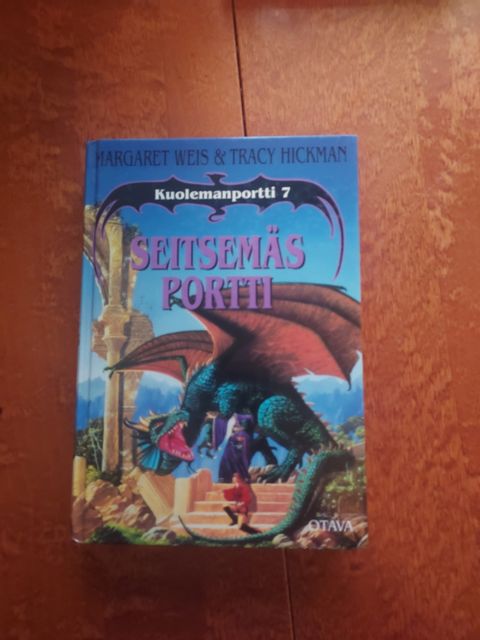 MARGARET WEIS & TRACY HICKMAN
Kuolemanportti 7
SEITSEMÄS
PORTTI
OTAVA